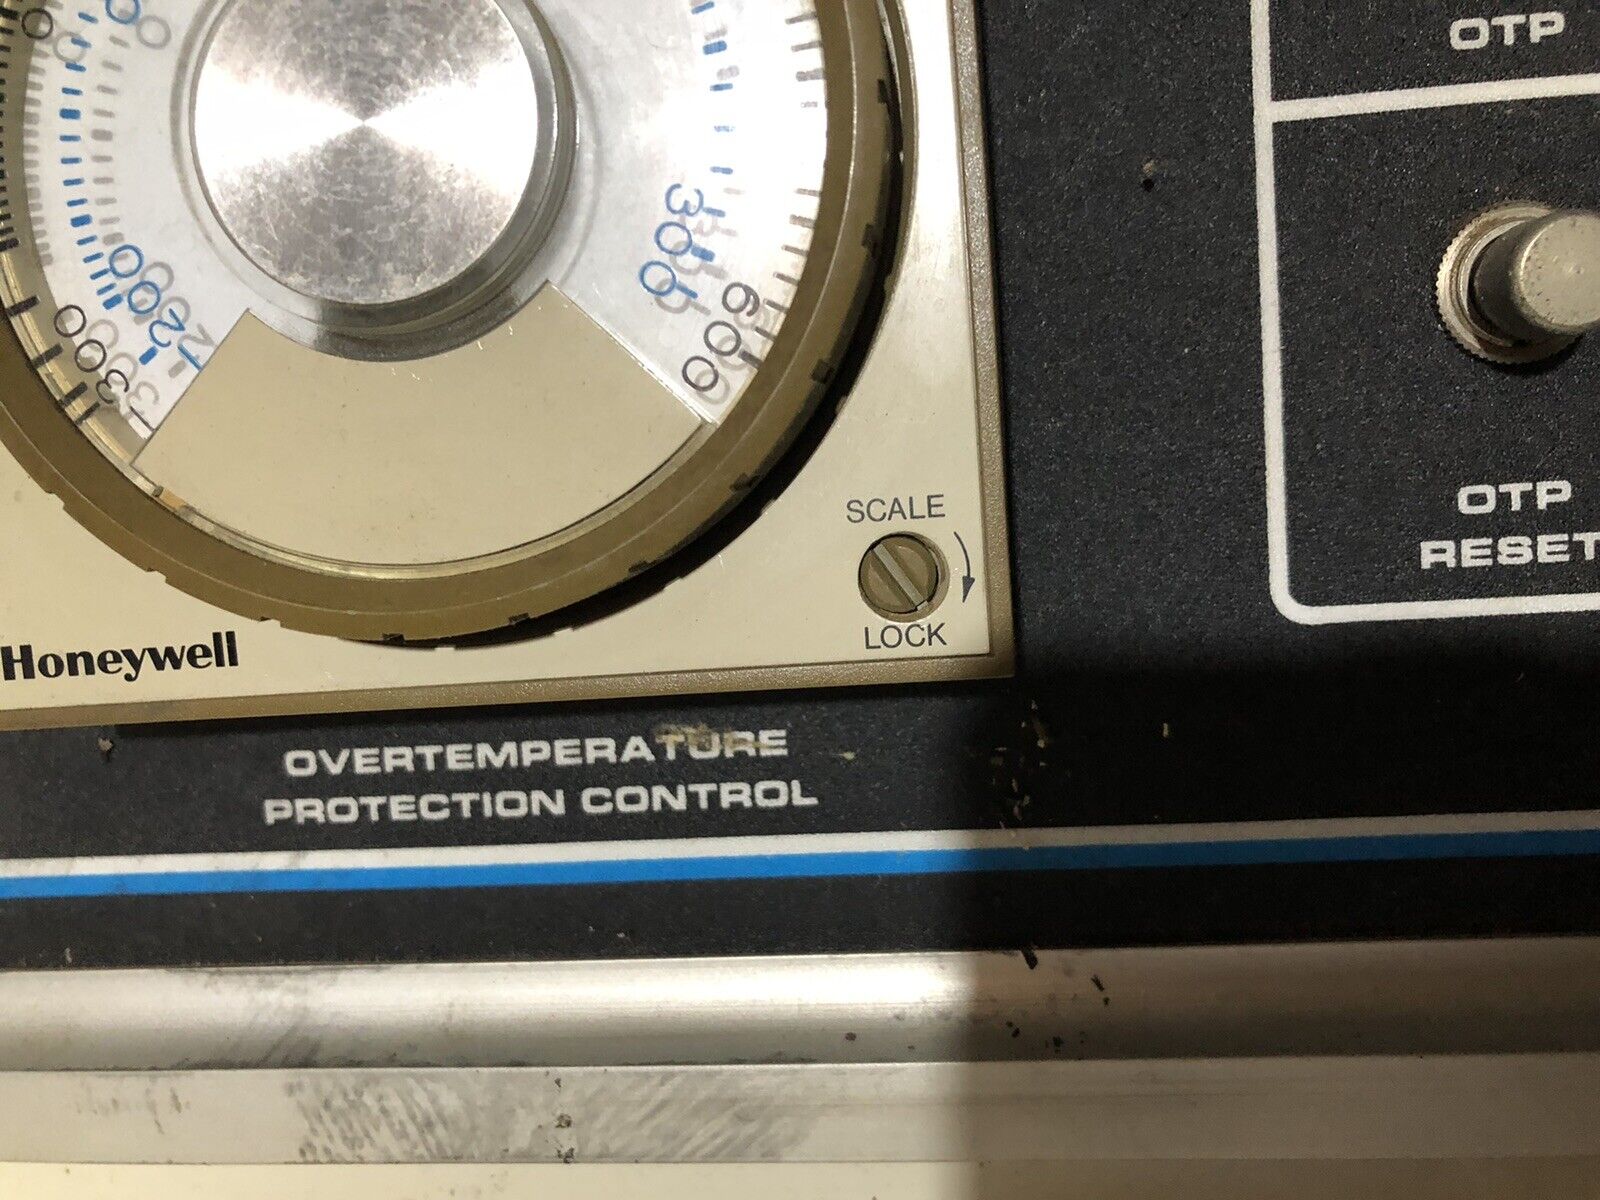 OTP
300
600
-200
-300
SCALE
LOCK
OTP
RESET
Honeywell
OVERTEMPERATURE
PROTECTION CONTROL